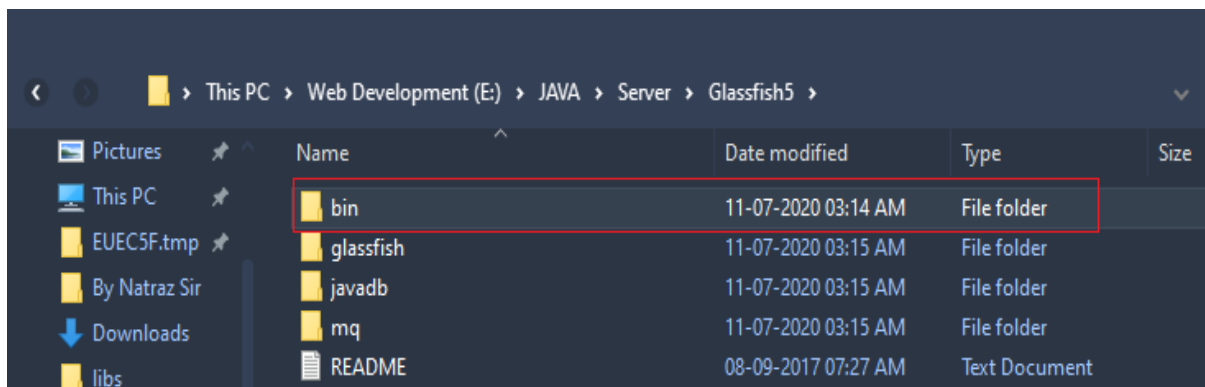 This PC > Web Development (E:) > JAVA > Server > Glassfish5 >
Pictures Name Date modified Type Size
This PC bin 11-07-2020 03:14 AM File folder
EUEC5F.tmp glassfish 11-07-2020 03:15 AM File folder
By Natraz Sir javadb 11-07-2020 03:15 AM File folder
Downloads mq 11-07-2020 03:15 AM File folder
libs README 08-09-2017 07:27 AM Text Document